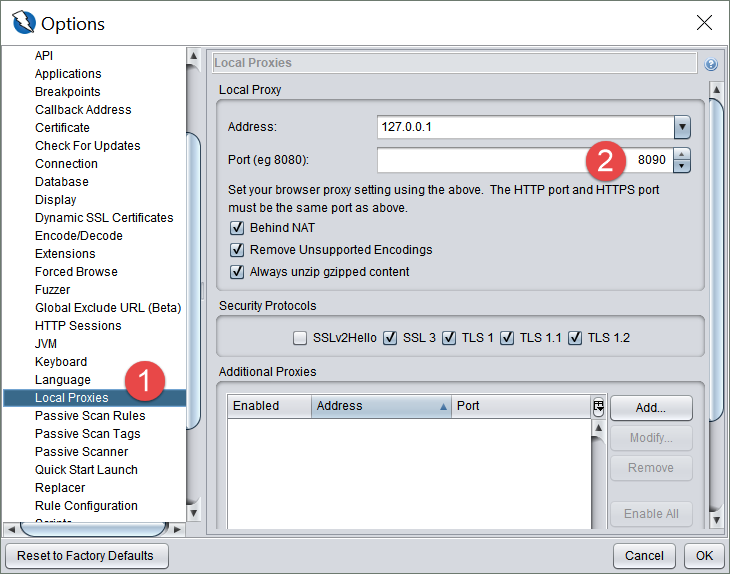 Options
API
Applications
Breakpoints
Callback Address
Certificate
Check For Updates
Connection
Database
Display
Dynamic SSL Certificates
Encode/Decode
Extensions
Forced Browse
Fuzzer
Global Exclude URL (Beta)
HTTP Sessions
JVM
Keyboard
Language
1
Local Proxies
Passive Scan Rules
Passive Scan Tags
Passive Scanner
Quick Start Launch
Replacer
Rule Configuration
Scripts
Local Proxies
Local Proxy
Address: 127.0.0.1
Port (eg 8080): 2 8090
Set your browser proxy setting using the above. The HTTP port and HTTPS port
must be the same port as above.
Behind NAT
Remove Unsupported Encodings
Always unzip gzipped content
Security Protocols
SSLv2Hello SSL 3 TLS 1 TLS 1.1 TLS 1.2
Additional Proxies
Enabled Address Port
Add...
Modify...
Remove
Enable All
Reset to Factory Defaults Cancel OK